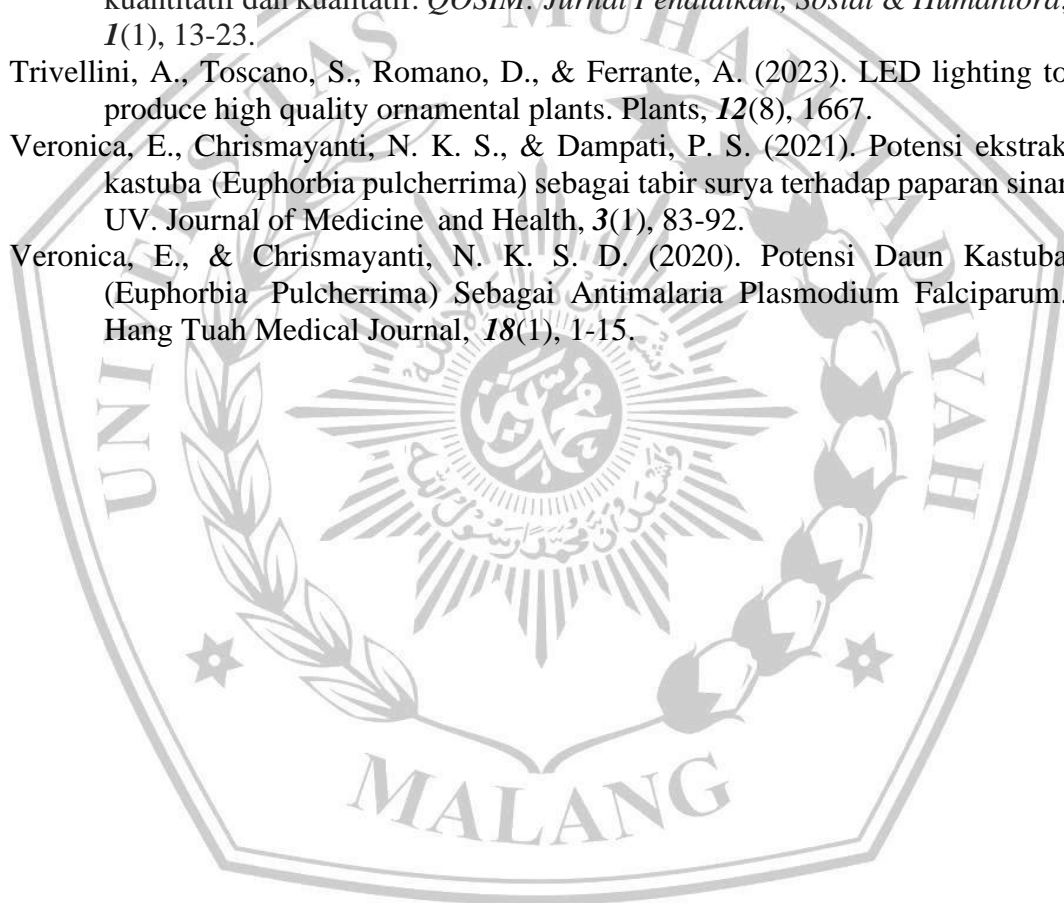 kuantitatif dan kualitatif. QOSIM: Jurnal Pendidikan, Sosial & Humaniora,
1(1), 13-23.
Trivellini, A., Toscano, S., Romano, D., & Ferrante, A. (2023). LED lighting to
produce high quality ornamental plants. Plants, 12(8), 1667.
Veronica, E., Chrismayanti, N. K. S., & Dampati, P. S. (2021). Potensi ekstrak
kastuba (Euphorbia pulcherrima) sebagai tabir surya terhadap paparan sinar
UV. Journal of Medicine and Health, 3(1), 83-92.
Veronica, E., & Chrismayanti, N. K. S. D. (2020). Potensi Daun Kastuba
(Euphorbia Pulcherrima) Sebagai Antimalaria Plasmodium Falciparum.
Hang Tuah Medical Journal, 18(1), 1-15.
UNIVERSITAS MUHAMMADIYAH
MALANG